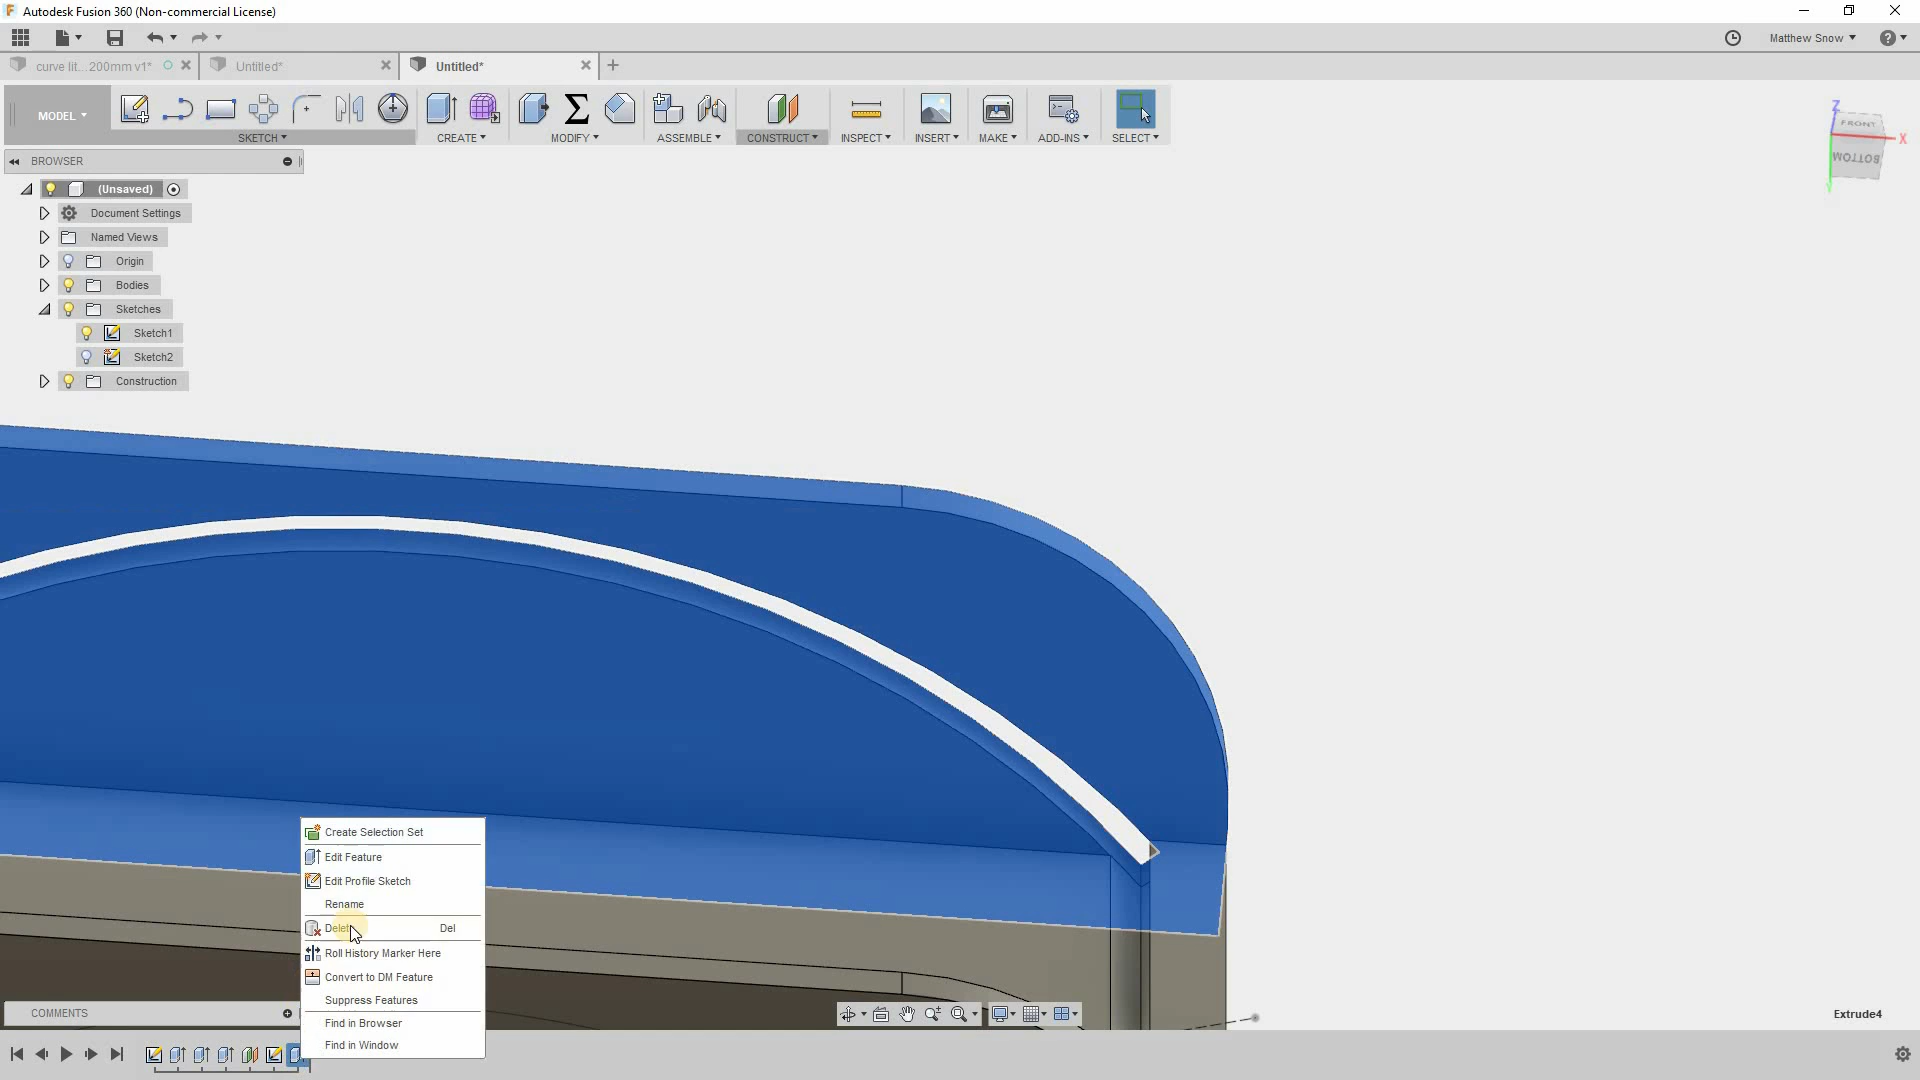 Autodesk Fusion 360 (Non-commercial License)
Matthew Snow
curve lit... 200mm v1*
Untitled*
Untitled*
MODEL
SKETCH
CREATE
MODIFY
ASSEMBLE
CONSTRUCT
INSPECT
INSERT
MAKE
ADD-INS
SELECT
BROWSER
(Unsaved)
Document Settings
Named Views
Origin
Bodies
Sketches
Sketch1
Sketch2
Construction
Z
FRONT
X
BOTTOM
Y
Create Selection Set
Edit Feature
Edit Profile Sketch
Rename
Delete Del
Roll History Marker Here
Convert to DM Feature
Suppress Features
Find in Browser
Find in Window
COMMENTS
Extrude4